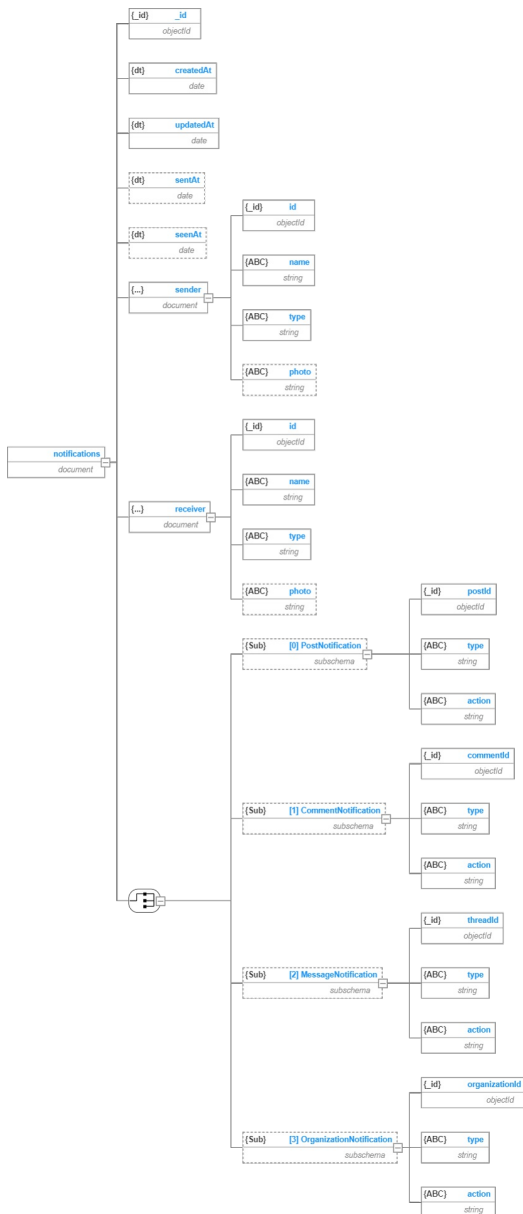 {_id} _id
objectId
{dt} createdAt
date
{dt} updatedAt
date
{dt} sentAt
date
{dt} seenAt
date
{...} sender
document
{_id} id
objectId
{ABC} name
string
{ABC} type
string
{ABC} photo
string
notifications
document
{...} receiver
document
{_id} id
objectId
{ABC} name
string
{ABC} type
string
{ABC} photo
string
{Sub} [0] PostNotification
subschema
{_id} postId
objectId
{ABC} type
string
{ABC} action
string
{Sub} [1] CommentNotification
subschema
{_id} commentId
objectId
{ABC} type
string
{ABC} action
string
{Sub} [2] MessageNotification
subschema
{_id} threadId
objectId
{ABC} type
string
{ABC} action
string
{Sub} [3] OrganizationNotification
subschema
{_id} organizationId
objectId
{ABC} type
string
{ABC} action
string